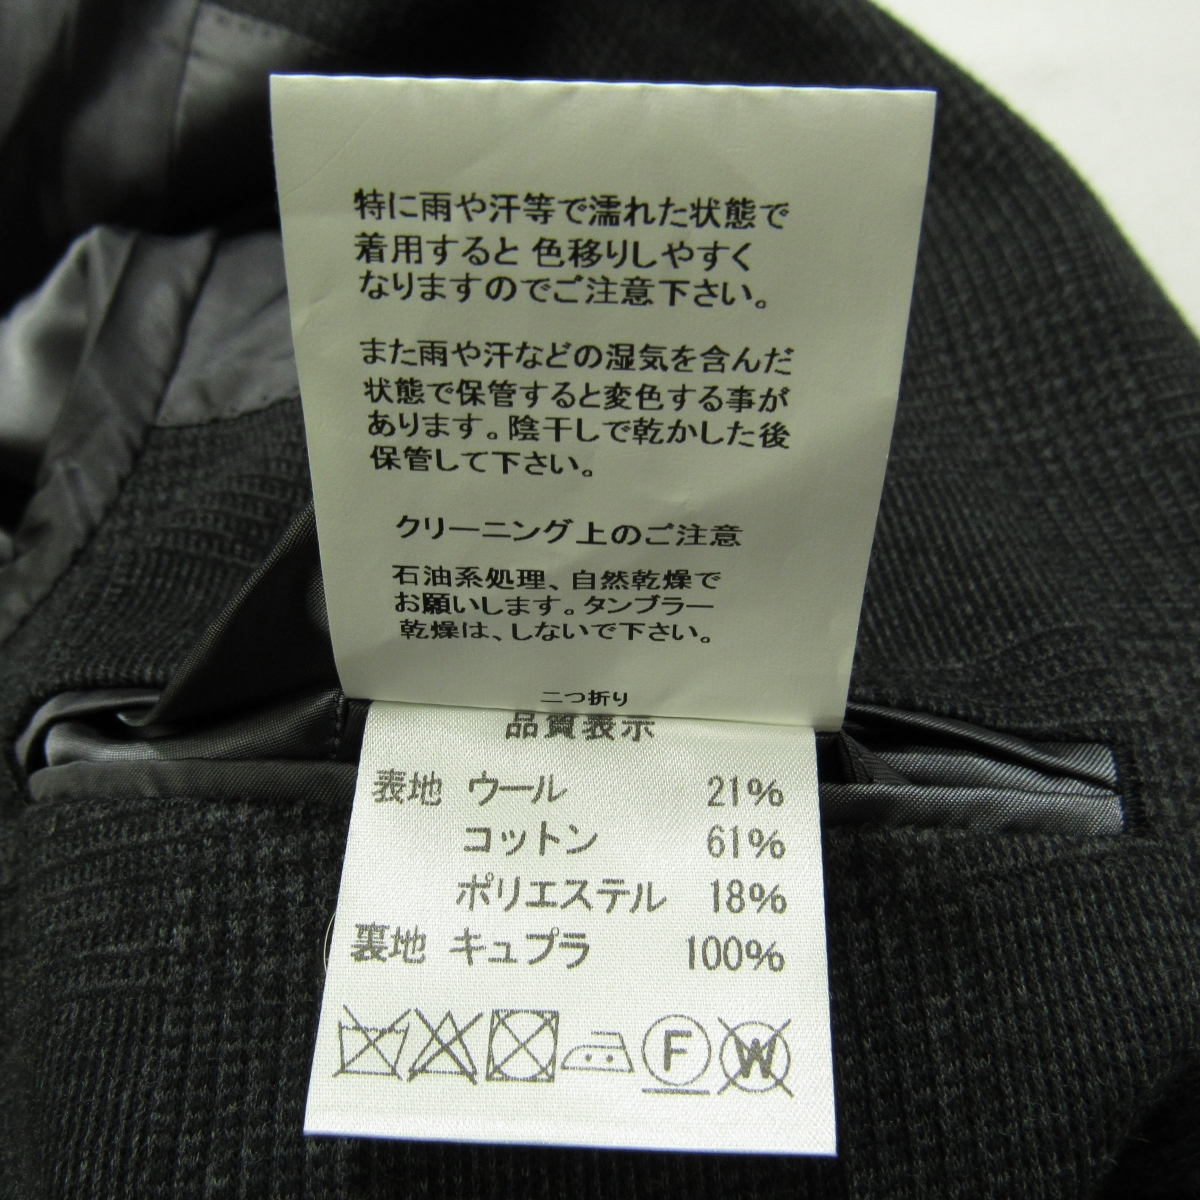 特に雨や汗等で濡れた状態で
着用すると 色移りしやすく
なりますのでご注意下さい。
また雨や汗などの湿気を含んだ
状態で保管すると変色する事が
あります。陰干しで乾かした後
保管して下さい。
クリーニング上のご注意
石油系処理、自然乾燥で
お願いします。タンブラー
乾燥は、しないで下さい。
二つ折り
品質表示
表地 ウール 21%
コットン 61%
ポリエステル 18%
裏地 キュプラ 100%
F W